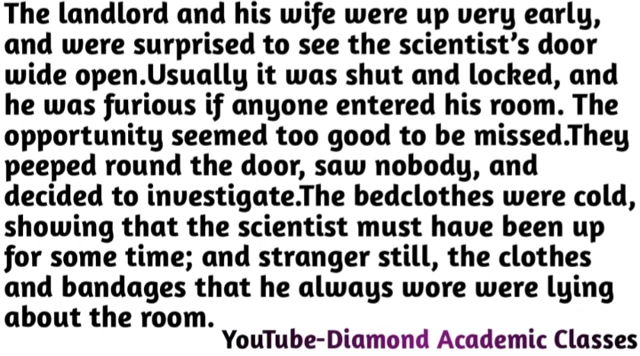 The landlord and his wife were up very early,
and were surprised to see the scientist's door
wide open.Usually it was shut and locked, and
he was furious if anyone entered his room. The
opportunity seemed too good to be missed.They
peeped round the door, saw nobody, and
decided to investigate.The bedclothes were cold,
showing that the scientist must have been up
for some time; and stranger still, the clothes
and bandages that he always wore were lying
about the room.
YouTube-Diamond Academic Classes